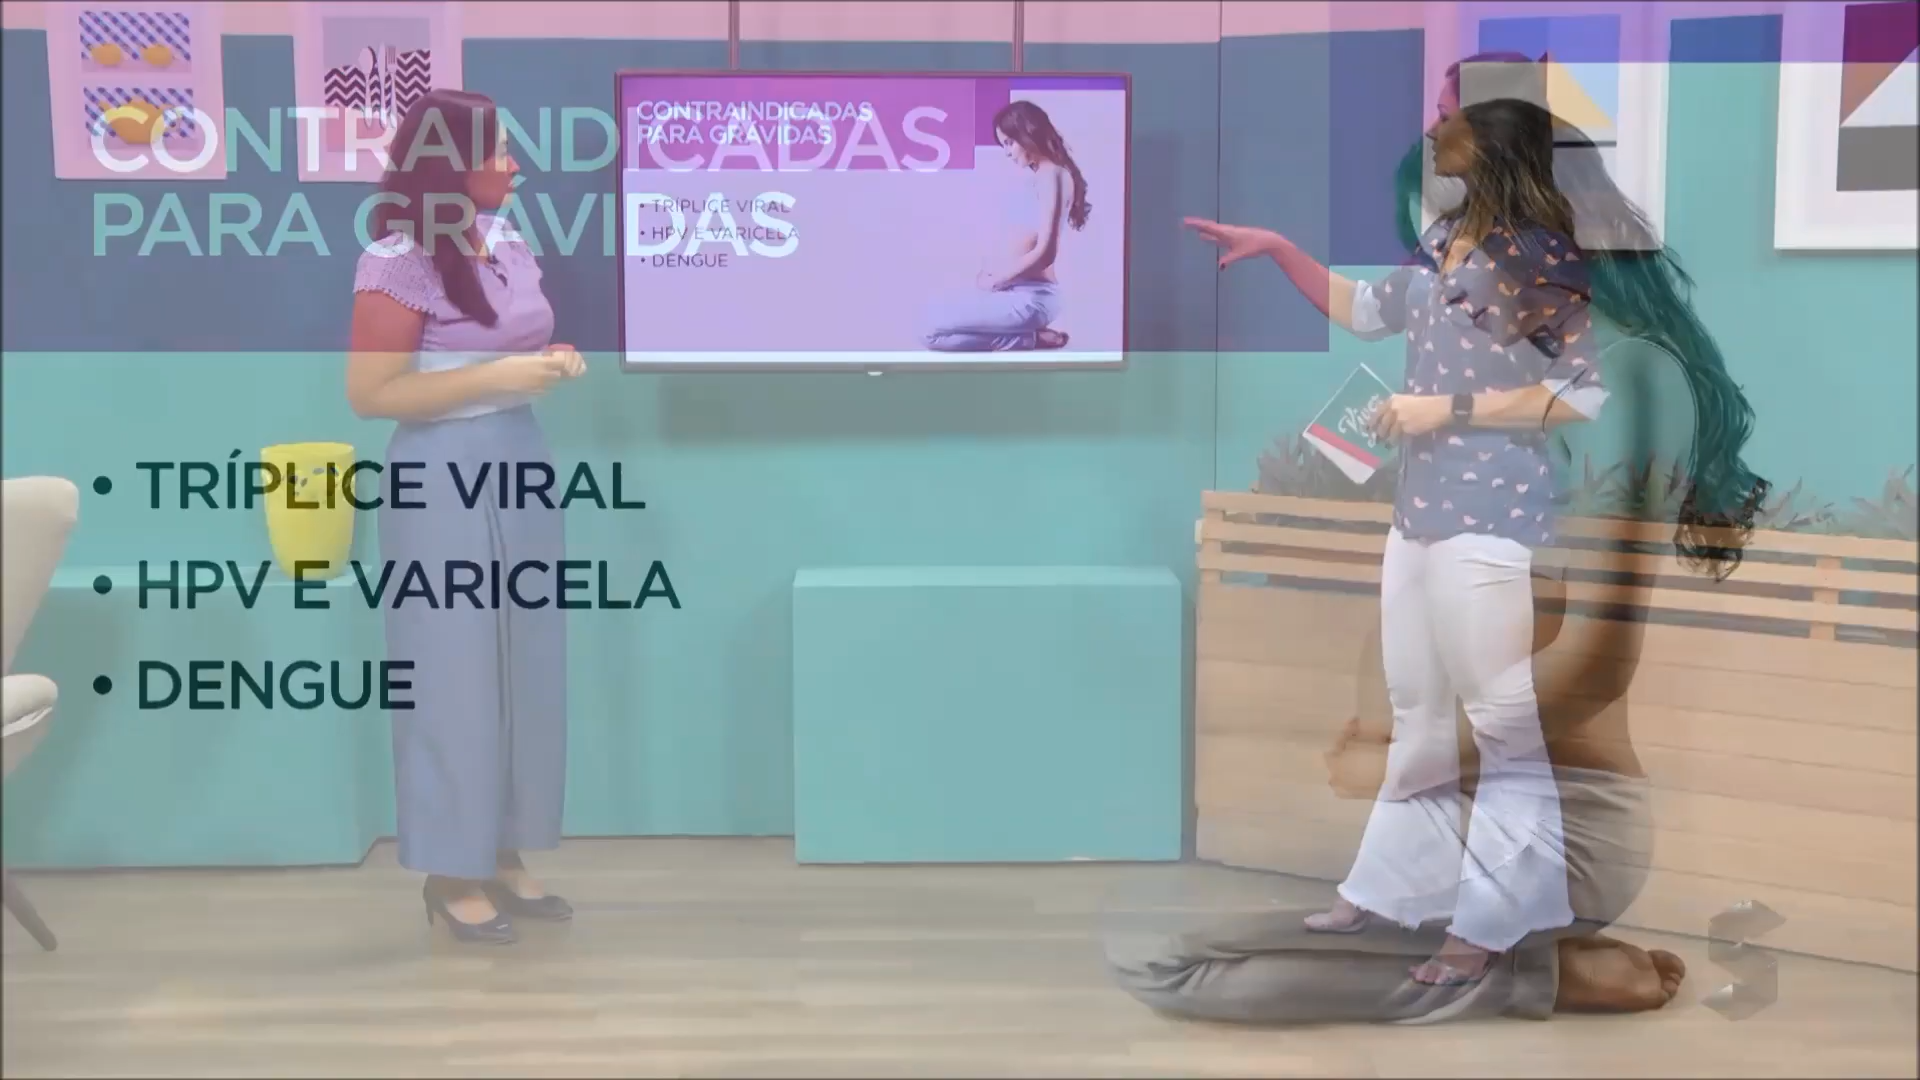 CONTRAINDICADAS
PARA GRÁVIDAS
• TRÍPLICE VIRAL
• HPV E VARICELA
• DENGUE
CONTRAINDICADAS
PARA GRÁVIDAS
• TRÍPLICE VIRAL
• HPV E VARICELA
• DENGUE